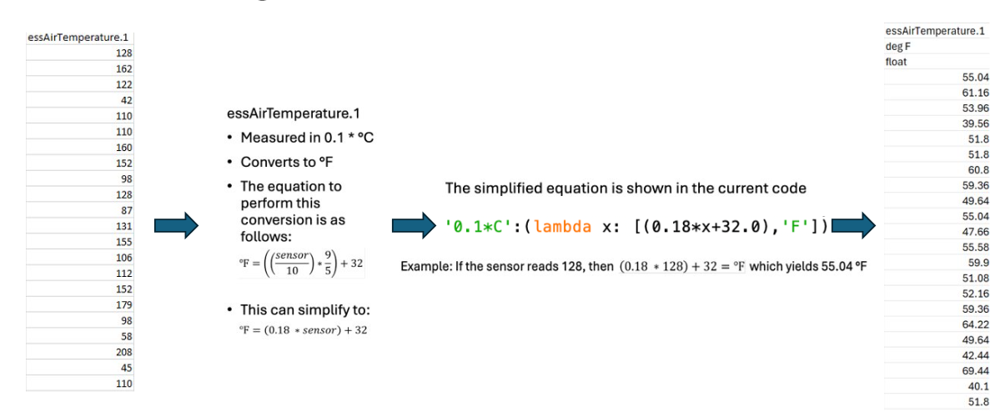 essAirTemperature.1
128
162
122
42
110
110
160
152
98
128
87
131
155
106
112
152
179
98
58
208
45
110
essAirTemperature.1
• Measured in 0.1 * ºC
• Converts to ºF
• The equation to
perform this
conversion is as
follows:
ºF = (((sensor/10) * 9/5) + 32
• This can simplify to:
ºF = (0.18 * sensor) + 32
The simplified equation is shown in the current code
'0.1*C':(lambda x: [(0.18*x+32.0),'F'])
Example: If the sensor reads 128, then (0.18 * 128) + 32 = ºF which yields 55.04 ºF
essAirTemperature.1
deg F
float
55.04
61.16
53.96
39.56
51.8
51.8
60.8
59.36
49.64
55.04
47.66
55.58
59.9
51.08
52.16
59.36
64.22
49.64
42.44
69.44
40.1
51.8